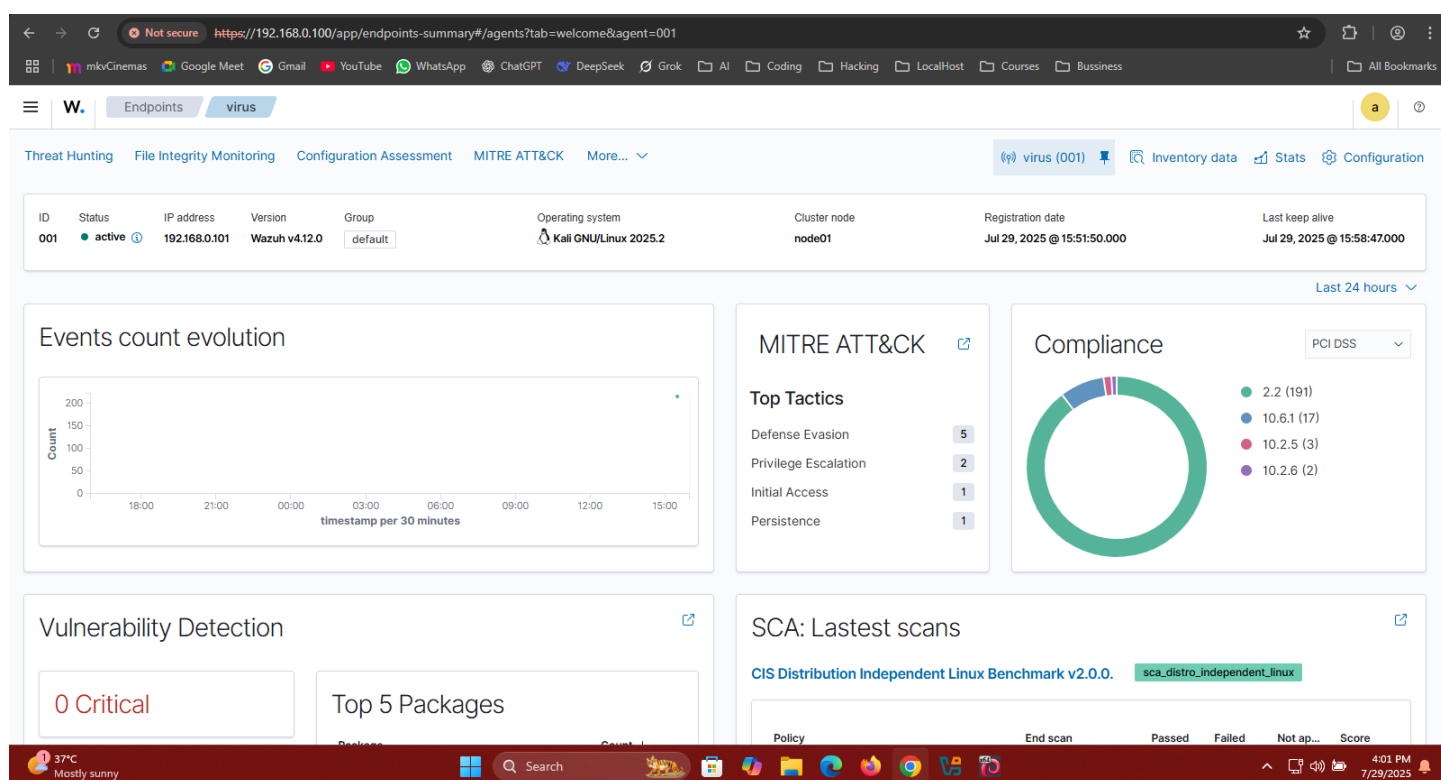 Not secure https://192.168.0.100/app/endpoints-summary#/agents?tab=welcome&agent=001
mkvCinemas Google Meet Gmail YouTube WhatsApp ChatGPT DeepSeek Grok AI Coding Hacking LocalHost Courses Bussiness All Bookmarks
W. Endpoints virus a
Threat Hunting File Integrity Monitoring Configuration Assessment MITRE ATT&CK More... virus (001) Inventory data Stats Configuration
ID Status IP address Version Group Operating system Cluster node Registration date Last keep alive
001 active 192.168.0.101 Wazuh v4.12.0 default Kali GNU/Linux 2025.2 node01 Jul 29, 2025 @ 15:51:50.000 Jul 29, 2025 @ 15:58:47.000
Last 24 hours
Events count evolution
Count
200
150
100
50
0
18:00 21:00 00:00 03:00 06:00 09:00 12:00 15:00
timestamp per 30 minutes
MITRE ATT&CK
Top Tactics
Defense Evasion 5
Privilege Escalation 2
Initial Access 1
Persistence 1
Compliance PCI DSS
2.2 (191)
10.6.1 (17)
10.2.5 (3)
10.2.6 (2)
Vulnerability Detection
0 Critical
Top 5 Packages
Package Count
SCA: Lastest scans
CIS Distribution Independent Linux Benchmark v2.0.0. sca_distro_independent_linux
Policy End scan Passed Failed Not ap... Score
1 37°C
Mostly sunny
Search
4:01 PM
7/29/2025